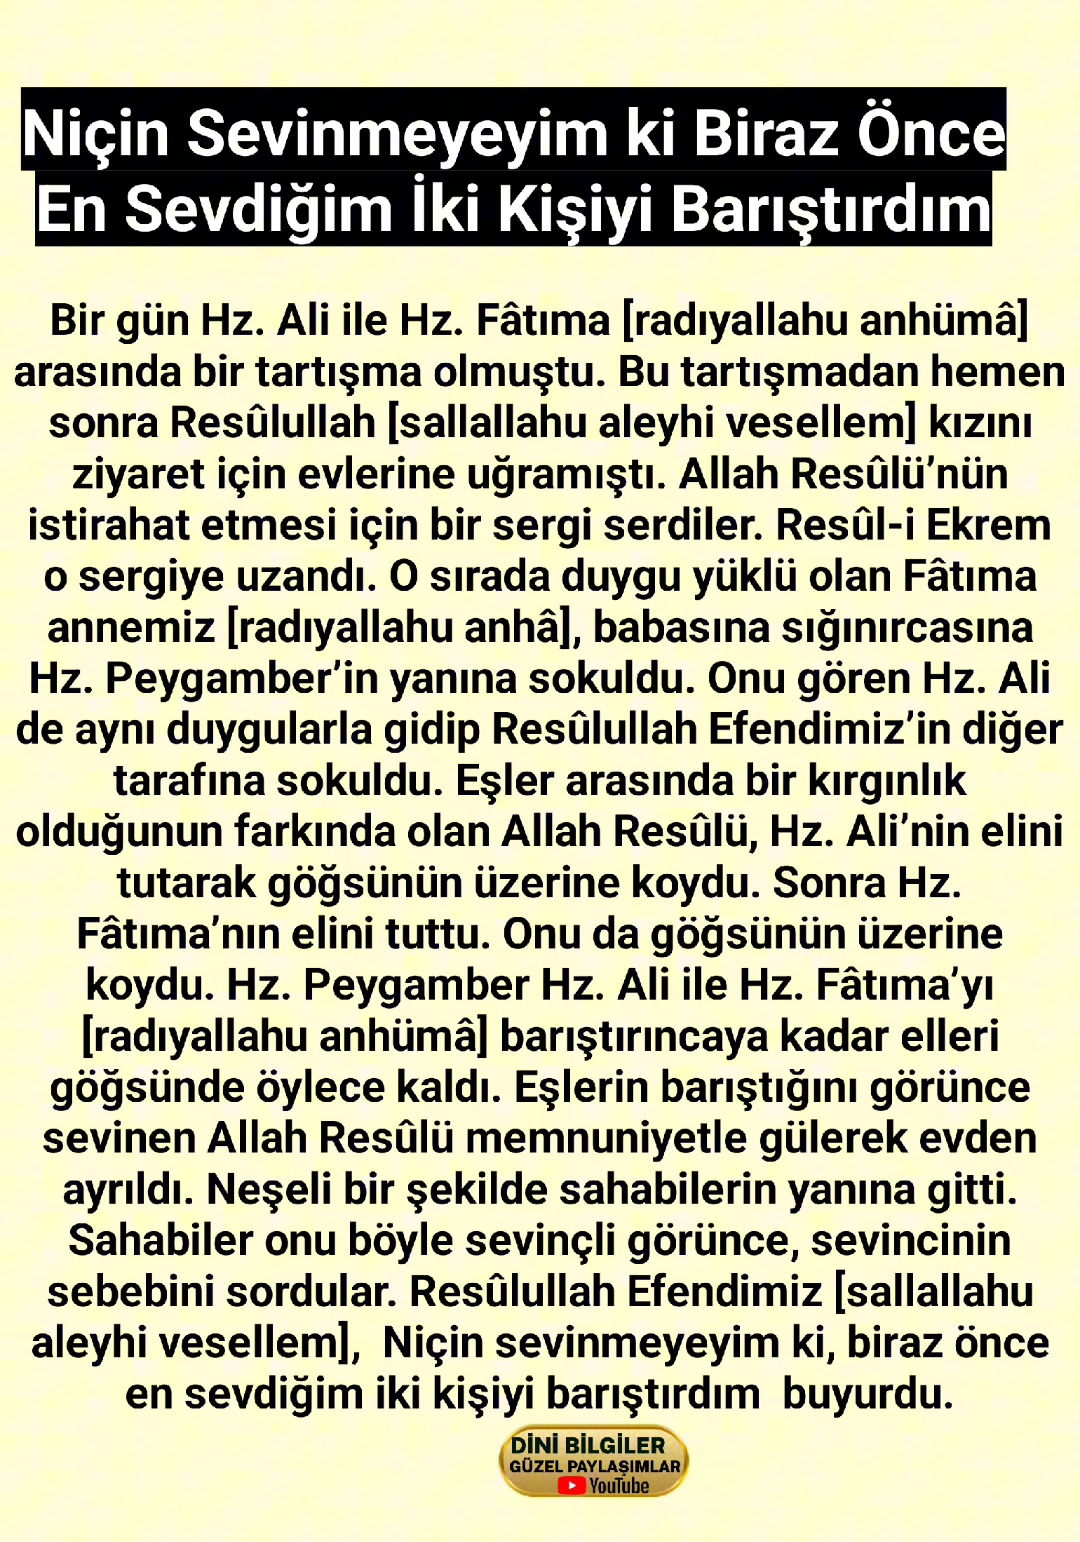 Niçin Sevinmeyeyim ki Biraz Önce
En Sevdiğim İki Kişiyi Barıştırdım
Bir gün Hz. Ali ile Hz. Fâtıma [radıyallahu anhümâ]
arasında bir tartışma olmuştu. Bu tartışmadan hemen
sonra Resûlullah [sallallahu aleyhi vesellem] kızını
ziyaret için evlerine uğramıştı. Allah Resûlü’nün
istirahat etmesi için bir sergi serdiler. Resûl-i Ekrem
o sergiye uzandı. O sırada duygu yüklü olan Fâtıma
annemiz [radıyallahu anhâ], babasına sığınırcasına
Hz. Peygamber’in yanına sokuldu. Onu gören Hz. Ali
de aynı duygularla gidip Resûlullah Efendimiz’in diğer
tarafına sokuldu. Eşler arasında bir kırgınlık
olduğunun farkında olan Allah Resûlü, Hz. Ali’nin elini
tutarak göğsünün üzerine koydu. Sonra Hz.
Fâtıma’nın elini tuttu. Onu da göğsünün üzerine
koydu. Hz. Peygamber Hz. Ali ile Hz. Fâtıma’yı
[radıyallahu anhümâ] barıştırıncaya kadar elleri
göğsünde öylece kaldı. Eşlerin barıştığını görünce
sevinen Allah Resûlü memnuniyetle gülerek evden
ayrıldı. Neşeli bir şekilde sahabilerin yanına gitti.
Sahabiler onu böyle sevinçli görünce, sevincinin
sebebini sordular. Resûlullah Efendimiz [sallallahu
aleyhi vesellem], Niçin sevinmeyeyim ki, biraz önce
en sevdiğim iki kişiyi barıştırdım buyurdu.
DİNİ BİLGİLER
GÜZEL PAYLAŞIMLAR
YouTube